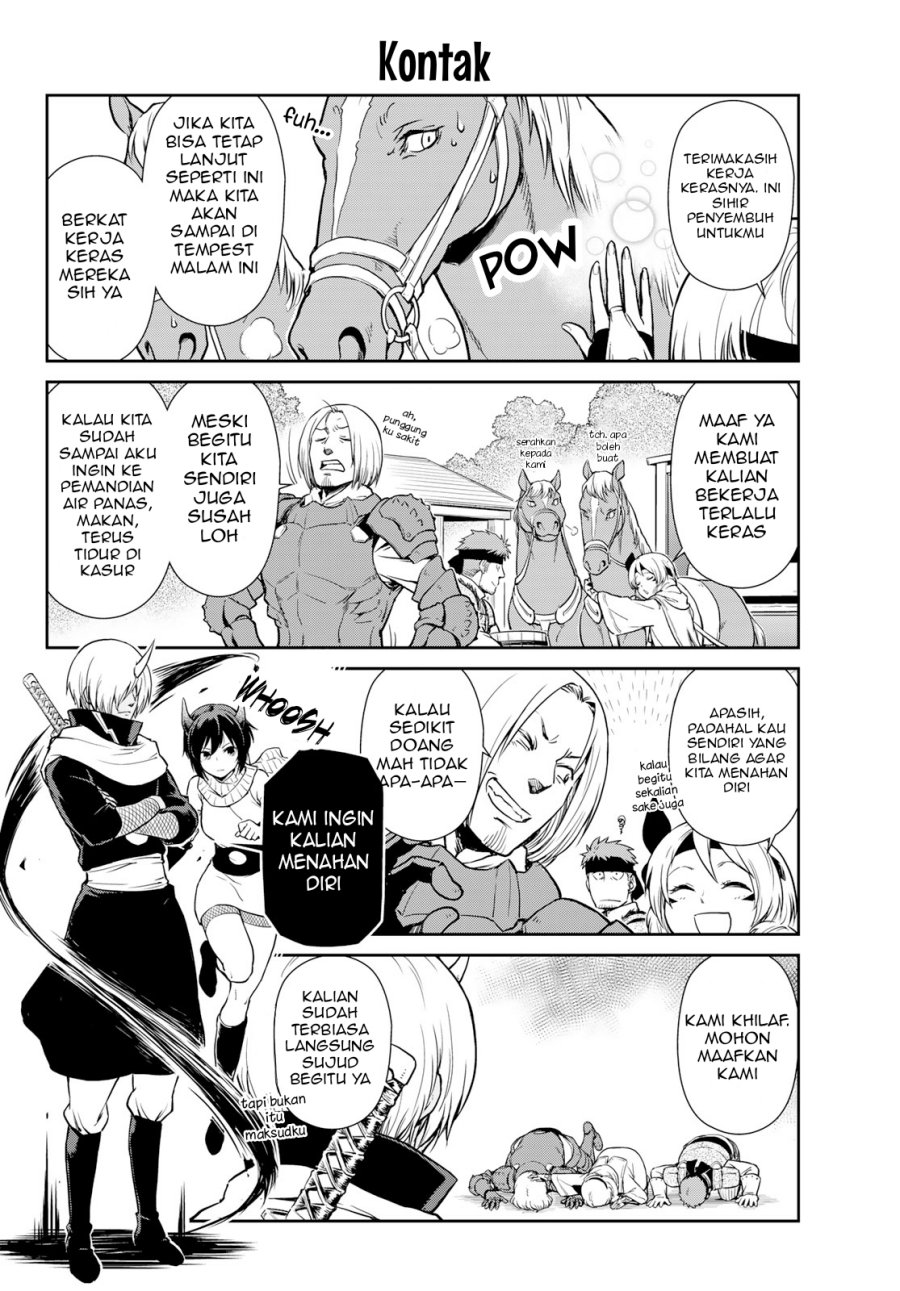 Kontak
TERIMAKASIH
KERJA
KERASNYA. INI
SIHIR
PENYEMBUH
UNTUKMU
POW
fuh...
JIKA KITA
BISA TETAP
LANJUT
SEPERTI INI
MAKA KITA
AKAN
SAMPAI DI
TEMPEST
MALAM INI
BERKAT
KERJA
KERAS
MEREKA
SIH YA
MAAF YA
KAMI
MEMBUAT
KALIAN
BEKERJA
TERLALU
KERAS
tch. apa
boleh
buat
serahkan
kepada
kami
ah,
punggung
ku sakit
MESKI
BEGITU
KITA
SENDIRI
JUGA
SUSAH
LOH
KALAU KITA
SUDAH
SAMPAI AKU
INGIN KE
PEMANDIAN
AIR PANAS,
MAKAN,
TERUS
TIDUR DI
KASUR
APASIH,
PADAHAL KAU
SENDIRI YANG
BILANG AGAR
KITA MENAHAN
DIRI
kalau
begitu
sekalian
sake juga
?
KALAU
SEDIKIT
DOANG
MAH TIDAK
APA-APA—
WHOOSH
KAMI INGIN
KALIAN
MENAHAN
DIRI
KAMI KHILAF.
MOHON
MAAFKAN
KAMI
KALIAN
SUDAH
TERBIASA
LANGSUNG
SUJUD
BEGITU YA
tapi bukan
itu
maksudku